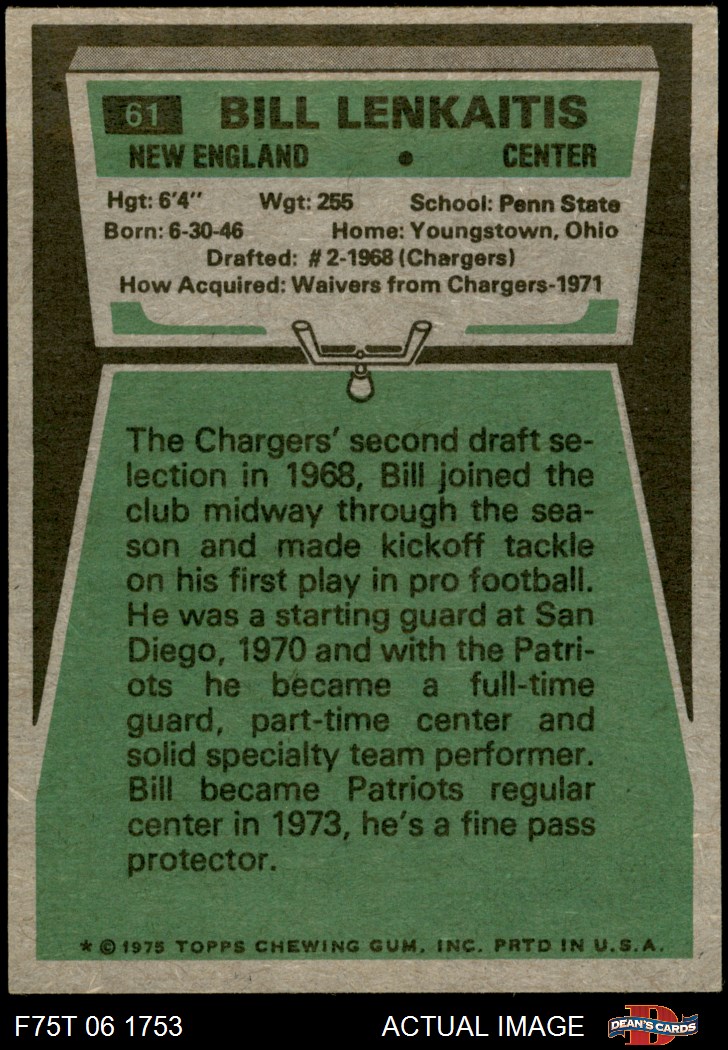 61 BILL LENKAITIS
NEW ENGLAND • CENTER
Hgt: 6'4" Wgt: 255 School: Penn State
Born: 6-30-46 Home: Youngstown, Ohio
Drafted: #2-1968 (Chargers)
How Acquired: Waivers from Chargers-1971
The Chargers' second draft se-
lection in 1968, Bill joined the
club midway through the sea-
son and made kickoff tackle
on his first play in pro football.
He was a starting guard at San
Diego, 1970 and with the Patri-
ots he became a full-time
guard, part-time center and
solid specialty team performer.
Bill became Patriots regular
center in 1973, he's a fine pass
protector.
* © 1975 TOPPS CHEWING GUM, INC. PRTD IN U.S.A.
F75T 06 1753 ACTUAL IMAGE D DEAN'S CARDS